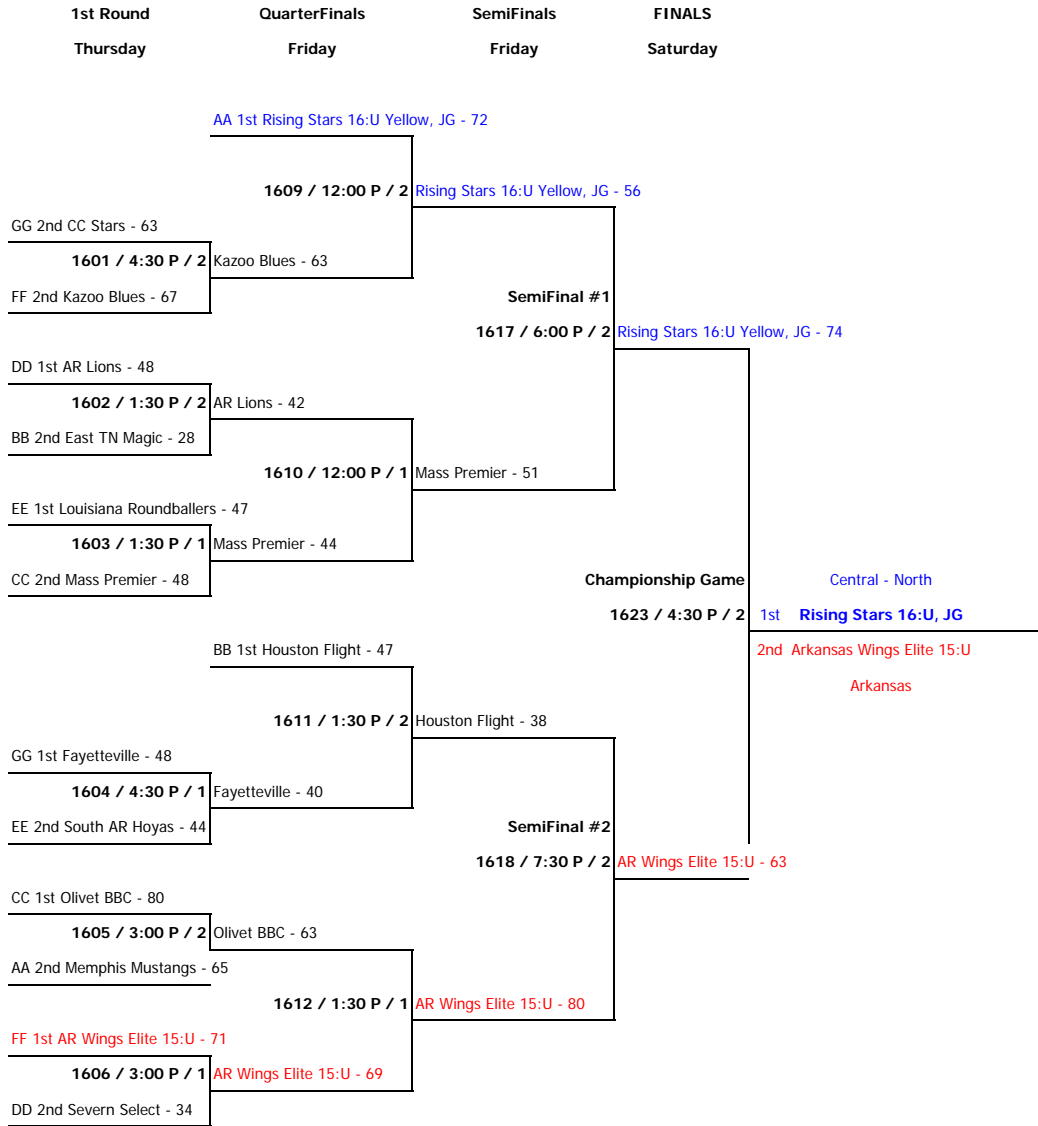 1st Round QuarterFinals SemiFinals FINALS
Thursday Friday Friday Saturday
AA 1st Rising Stars 16:U Yellow, JG - 72
1609 / 12:00 P / 2 Rising Stars 16:U Yellow, JG - 56
GG 2nd CC Stars - 63
1601 / 4:30 P / 2 Kazoo Blues - 63
FF 2nd Kazoo Blues - 67 SemiFinal #1
1617 / 6:00 P / 2 Rising Stars 16:U Yellow, JG - 74
DD 1st AR Lions - 48
1602 / 1:30 P / 2 AR Lions - 42
BB 2nd East TN Magic - 28
1610 / 12:00 P / 1 Mass Premier - 51
EE 1st Louisiana Roundballers - 47
1603 / 1:30 P / 1 Mass Premier - 44
CC 2nd Mass Premier - 48 Championship Game Central - North
1623 / 4:30 P / 2 1st Rising Stars 16:U, JG
BB 1st Houston Flight - 47 2nd Arkansas Wings Elite 15:U
Arkansas
1611 / 1:30 P / 2 Houston Flight - 38
GG 1st Fayetteville - 48
1604 / 4:30 P / 1 Fayetteville - 40
EE 2nd South AR Hoyas - 44 SemiFinal #2
1618 / 7:30 P / 2 AR Wings Elite 15:U - 63
CC 1st Olivet BBC - 80
1605 / 3:00 P / 2 Olivet BBC - 63
AA 2nd Memphis Mustangs - 65
1612 / 1:30 P / 1 AR Wings Elite 15:U - 80
FF 1st AR Wings Elite 15:U - 71
1606 / 3:00 P / 1 AR Wings Elite 15:U - 69
DD 2nd Severn Select - 34